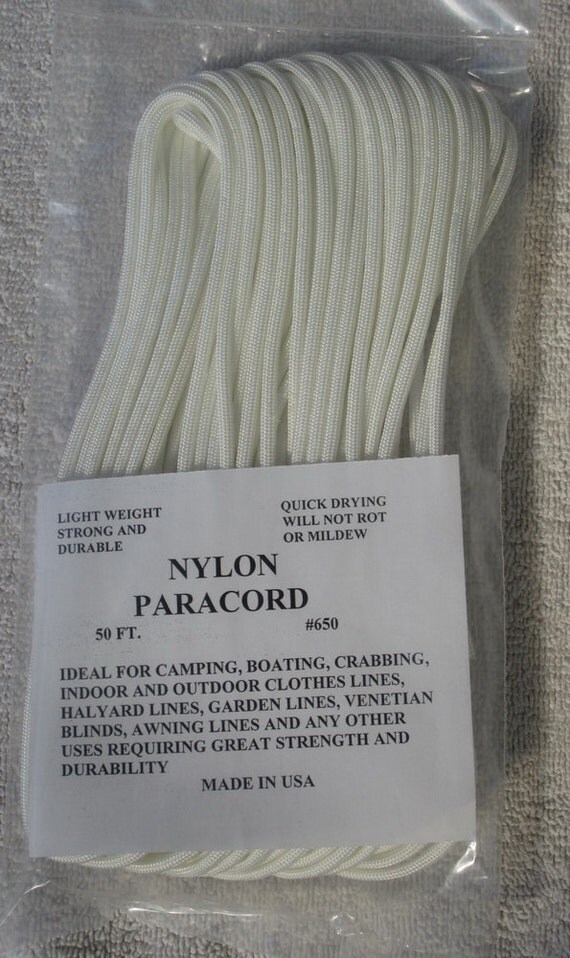 LIGHT WEIGHT
STRONG AND
DURABLE
QUICK DRYING
WILL NOT ROT
OR MILDEW
NYLON
PARACORD
50 FT. #650
IDEAL FOR CAMPING, BOATING, CRABBING,
INDOOR AND OUTDOOR CLOTHES LINES,
HALYARD LINES, GARDEN LINES, VENETIAN
BLINDS, AWNING LINES AND ANY OTHER
USES REQUIRING GREAT STRENGTH AND
DURABILITY
MADE IN USA